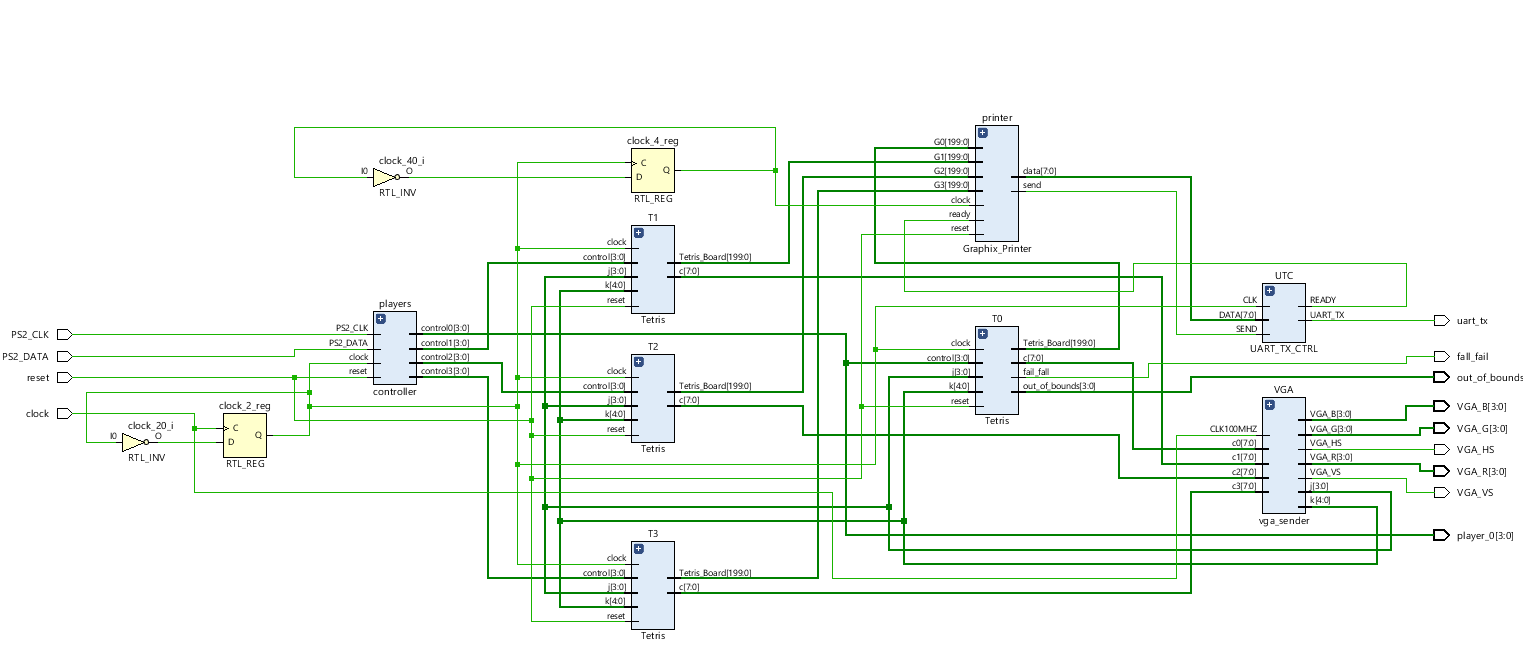 printer
clock_4_reg
G0[199:0]
G1[199:0]
G2[199:0]
G3[199:0]
clock
ready
reset
data[7:0]
send
Graphix_Printer
clock_40_i
I0
O
RTL_INV
C
D
Q
RTL_REG
T1
clock
control[3:0]
j[3:0]
k[4:0]
reset
Tetris_Board[199:0]
c[7:0]
Tetris
UTC
CLK
DATA[7:0]
SEND
READY
UART_TX
UART_TX_CTRL
players
PS2_CLK
PS2_DATA
clock
reset
control0[3:0]
control1[3:0]
control2[3:0]
control3[3:0]
controller
PS2_CLK
PS2_DATA
reset
clock
T0
clock
control[3:0]
j[3:0]
k[4:0]
reset
Tetris_Board[199:0]
c[7:0]
fail_fall
out_of_bounds[3:0]
Tetris
T2
clock
control[3:0]
j[3:0]
k[4:0]
reset
Tetris_Board[199:0]
c[7:0]
Tetris
clock_2_reg
C
D
Q
RTL_REG
clock_20_i
I0
O
RTL_INV
VGA
CLK100MHZ
c0[7:0]
c1[7:0]
c2[7:0]
c3[7:0]
VGA_B[3:0]
VGA_G[3:0]
VGA_HS
VGA_R[3:0]
VGA_VS
j[3:0]
k[4:0]
vga_sender
uart_tx
fall_fail
out_of_bounds
VGA_B[3:0]
VGA_G[3:0]
VGA_HS
VGA_R[3:0]
VGA_VS
player_0[3:0]
T3
clock
control[3:0]
j[3:0]
k[4:0]
reset
Tetris_Board[199:0]
c[7:0]
Tetris